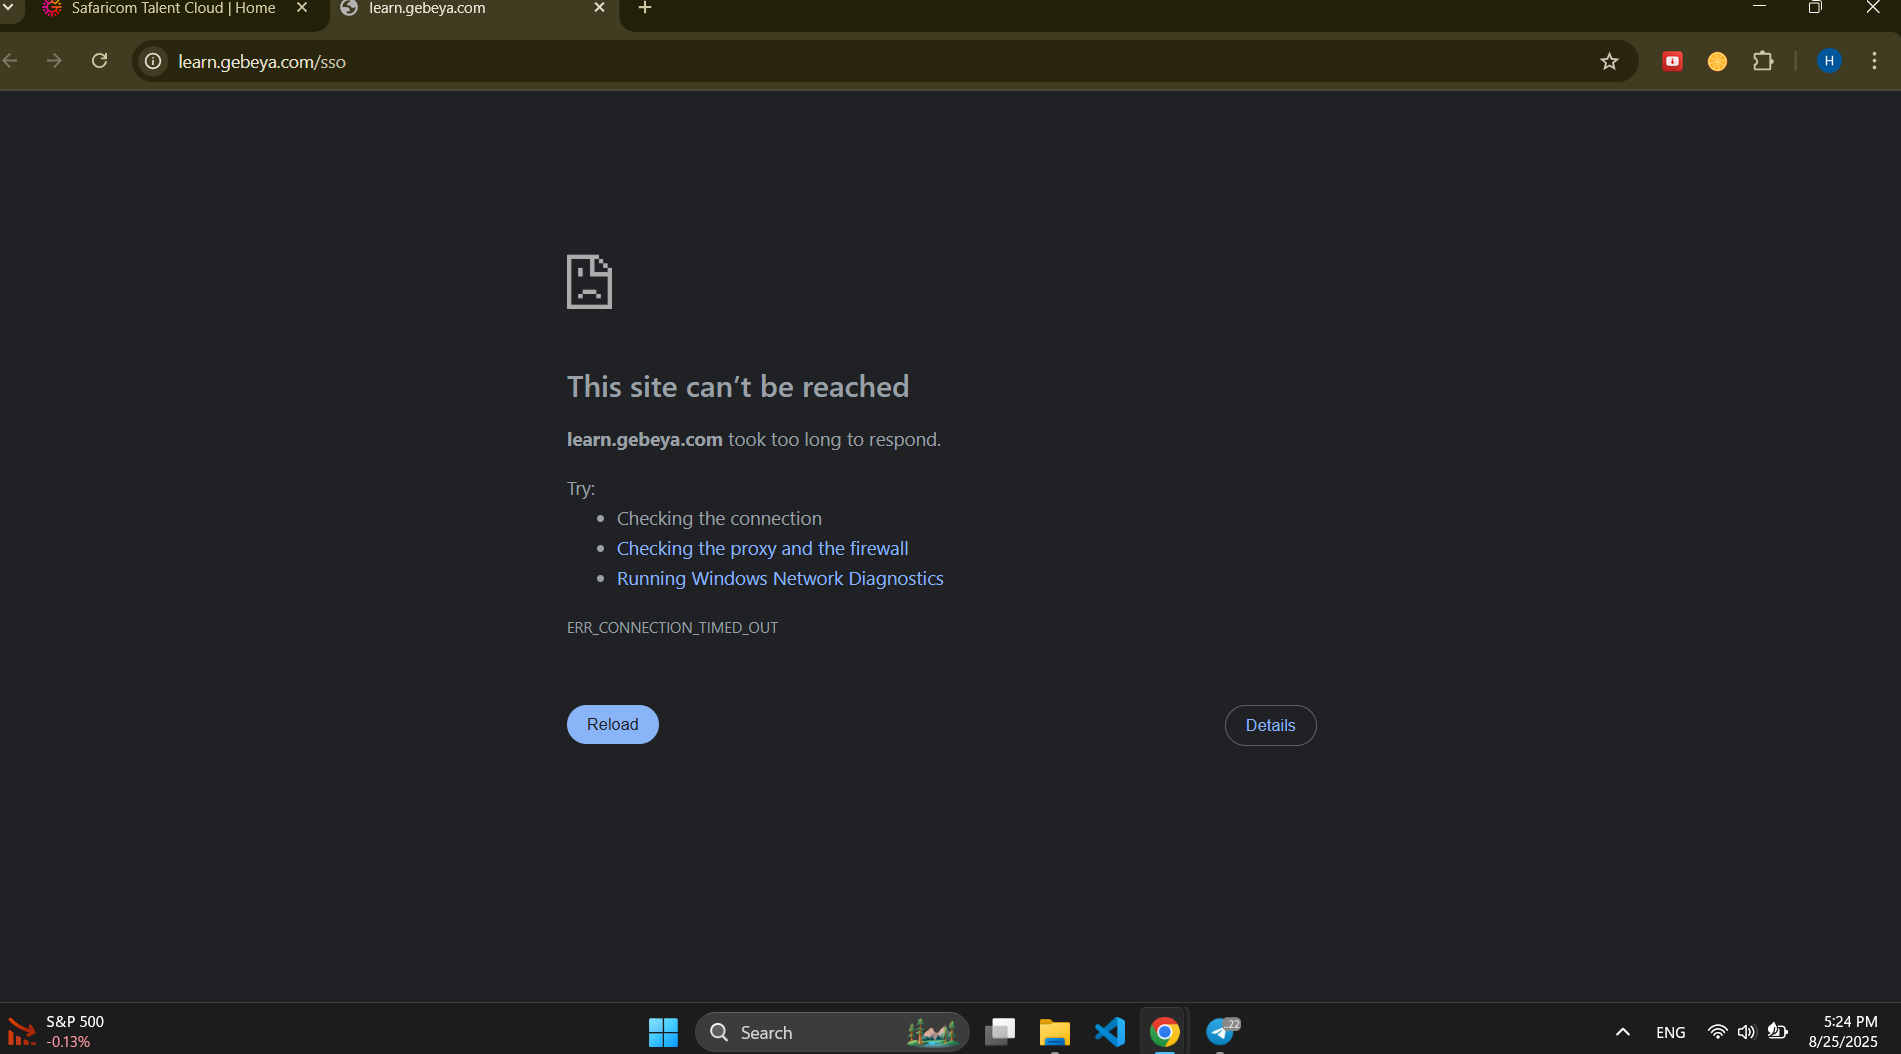 Safaricom Talent Cloud | Home
learn.gebeya.com
learn.gebeya.com/sso
H
This site can’t be reached
learn.gebeya.com took too long to respond.
Try:
Checking the connection
Checking the proxy and the firewall
Running Windows Network Diagnostics
ERR_CONNECTION_TIMED_OUT
Reload
Details
S&P 500
-0.13%
Search
..22
ENG
5:24 PM
8/25/2025